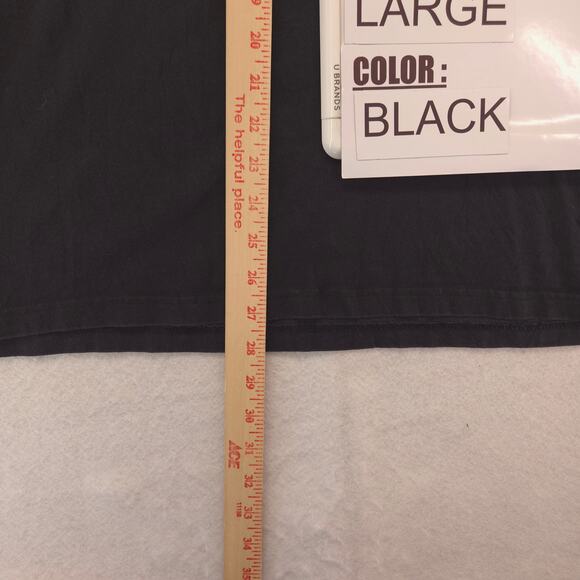 LARGE
COLOR :
BLACK
U BRANDS
The helpful place.
20
21
22
23
24
25
26
27
28
29
30
31
32
33
34
35
ACE